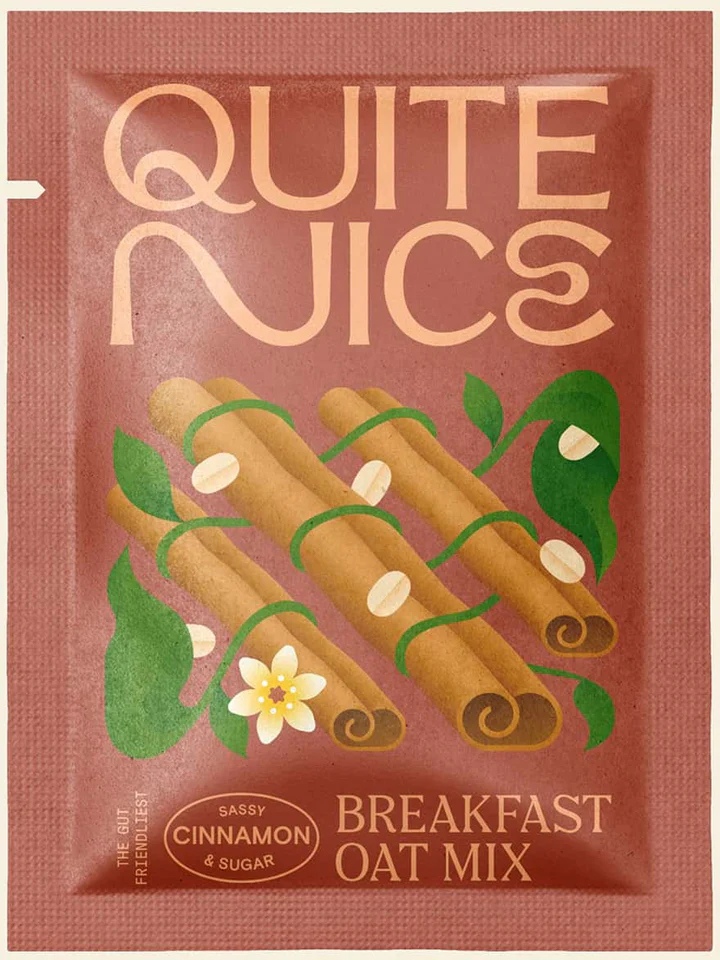 QUITE
NICE
THE GUT
FRIENDLIEST
SASSY
CINNAMON
& SUGAR
BREAKFAST
OAT MIX